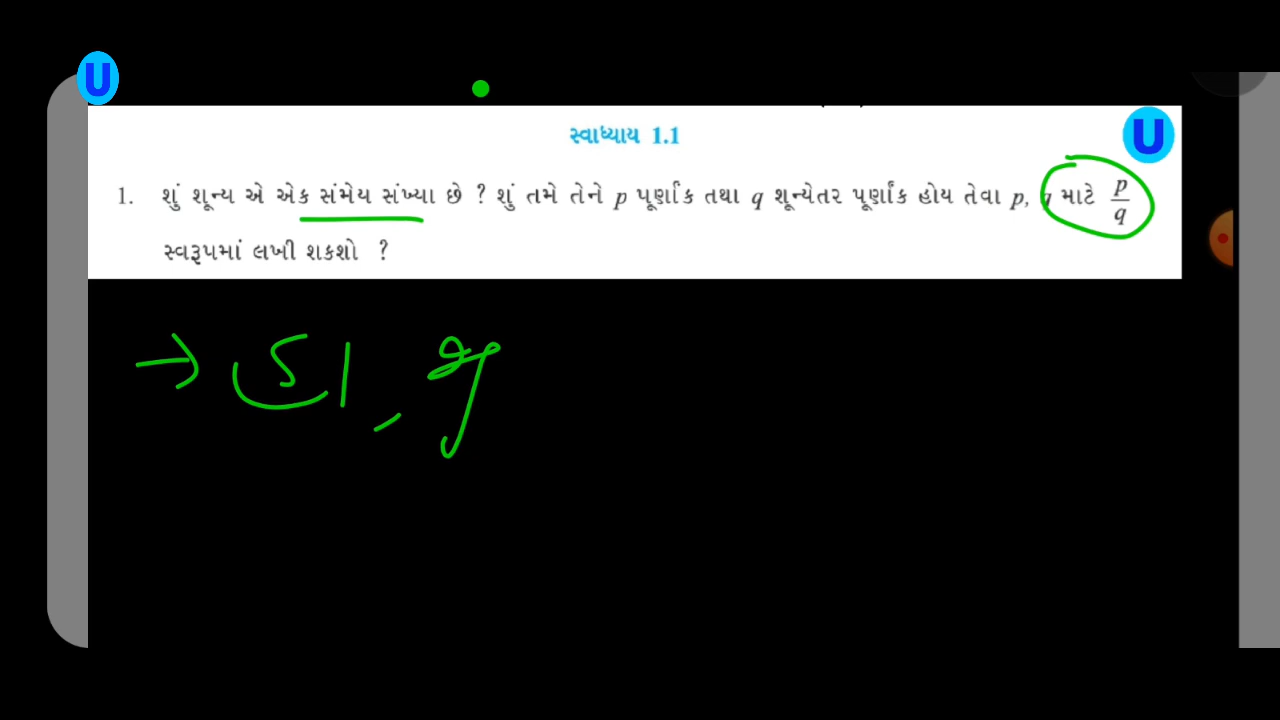 U
સ્વાધ્યાય 1.1
U
1. શું શૂન્ય એ એક સંમેય સંખ્યા છે ? શું તમે તેને p પૂર્ણાંક તથા q શૂન્યેતર પૂર્ણાંક હોય તેવા p, q માટે p/q
સ્વરૂપમાં લખી શકશો ?
→ હા,